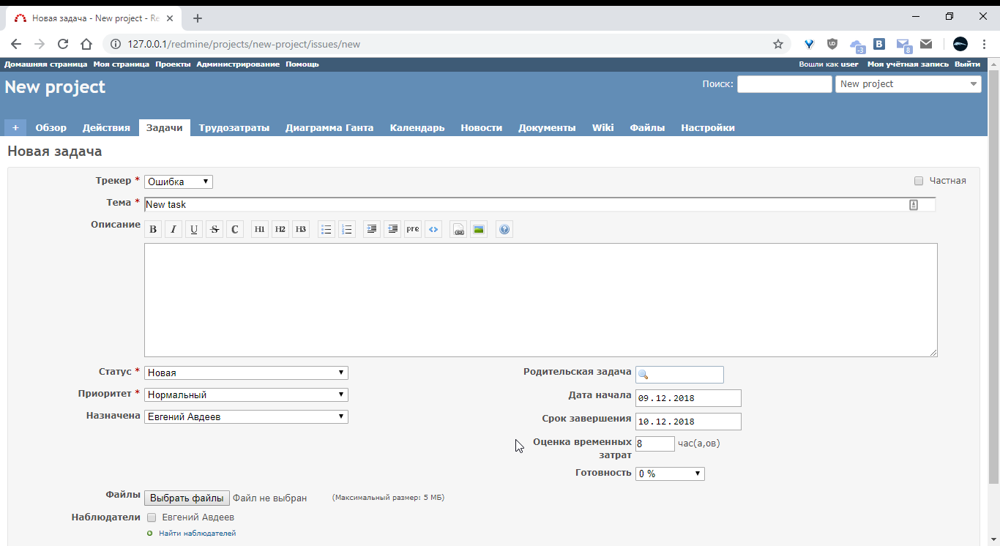 Новая задача - New project - Re
127.0.0.1/redmine/projects/new-project/issues/new
-3
B
8
Домашняя страница Моя страница Проекты Администрирование Помощь Вошли как user Моя учётная запись Выйти
New project Поиск: New project
+ Обзор Действия Задачи Трудозатраты Диаграмма Ганта Календарь Новости Документы Wiki Файлы Настройки
Новая задача
Трекер * Ошибка Частная
Тема * New task
Описание B I U S C H1 H2 H3 pre <> ?
Статус * Новая Родительская задача
Приоритет * Нормальный Дата начала 09.12.2018
Назначена Евгений Авдеев Срок завершения 10.12.2018
Оценка временных затрат 8 час(а,ов)
Готовность 0 %
Файлы Выбрать файлы Файл не выбран (Максимальный размер: 5 МБ)
Наблюдатели Евгений Авдеев
Найти наблюдателей